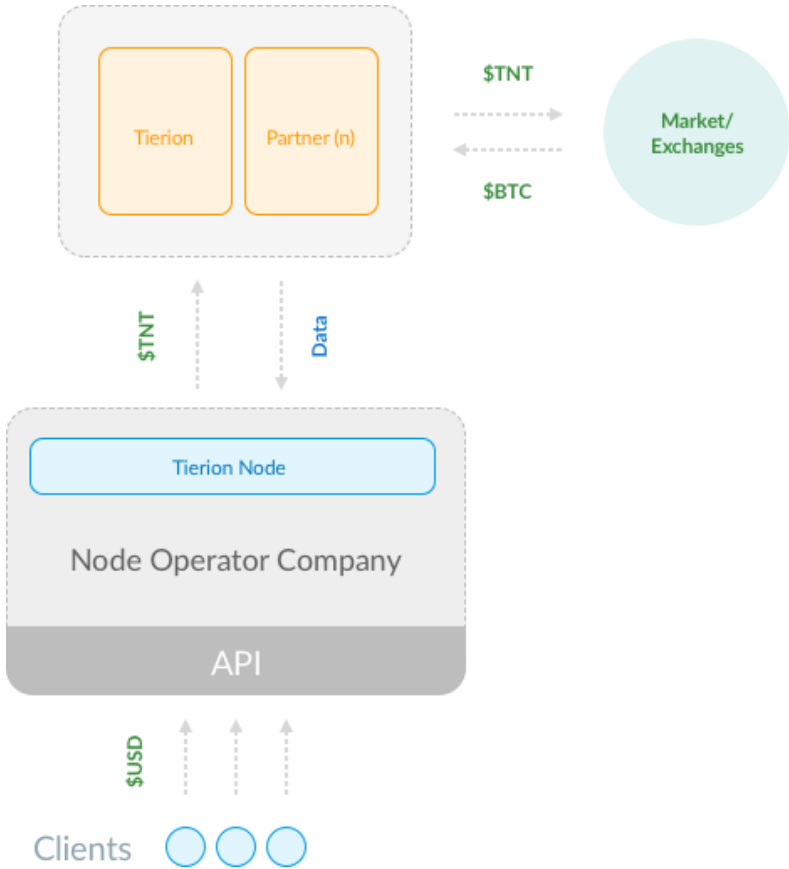 $TNT
Tierion
Partner (n)
Market/
Exchanges
$BTC
$TNT
Data
Tierion Node
Node Operator Company
API
$USD
Clients